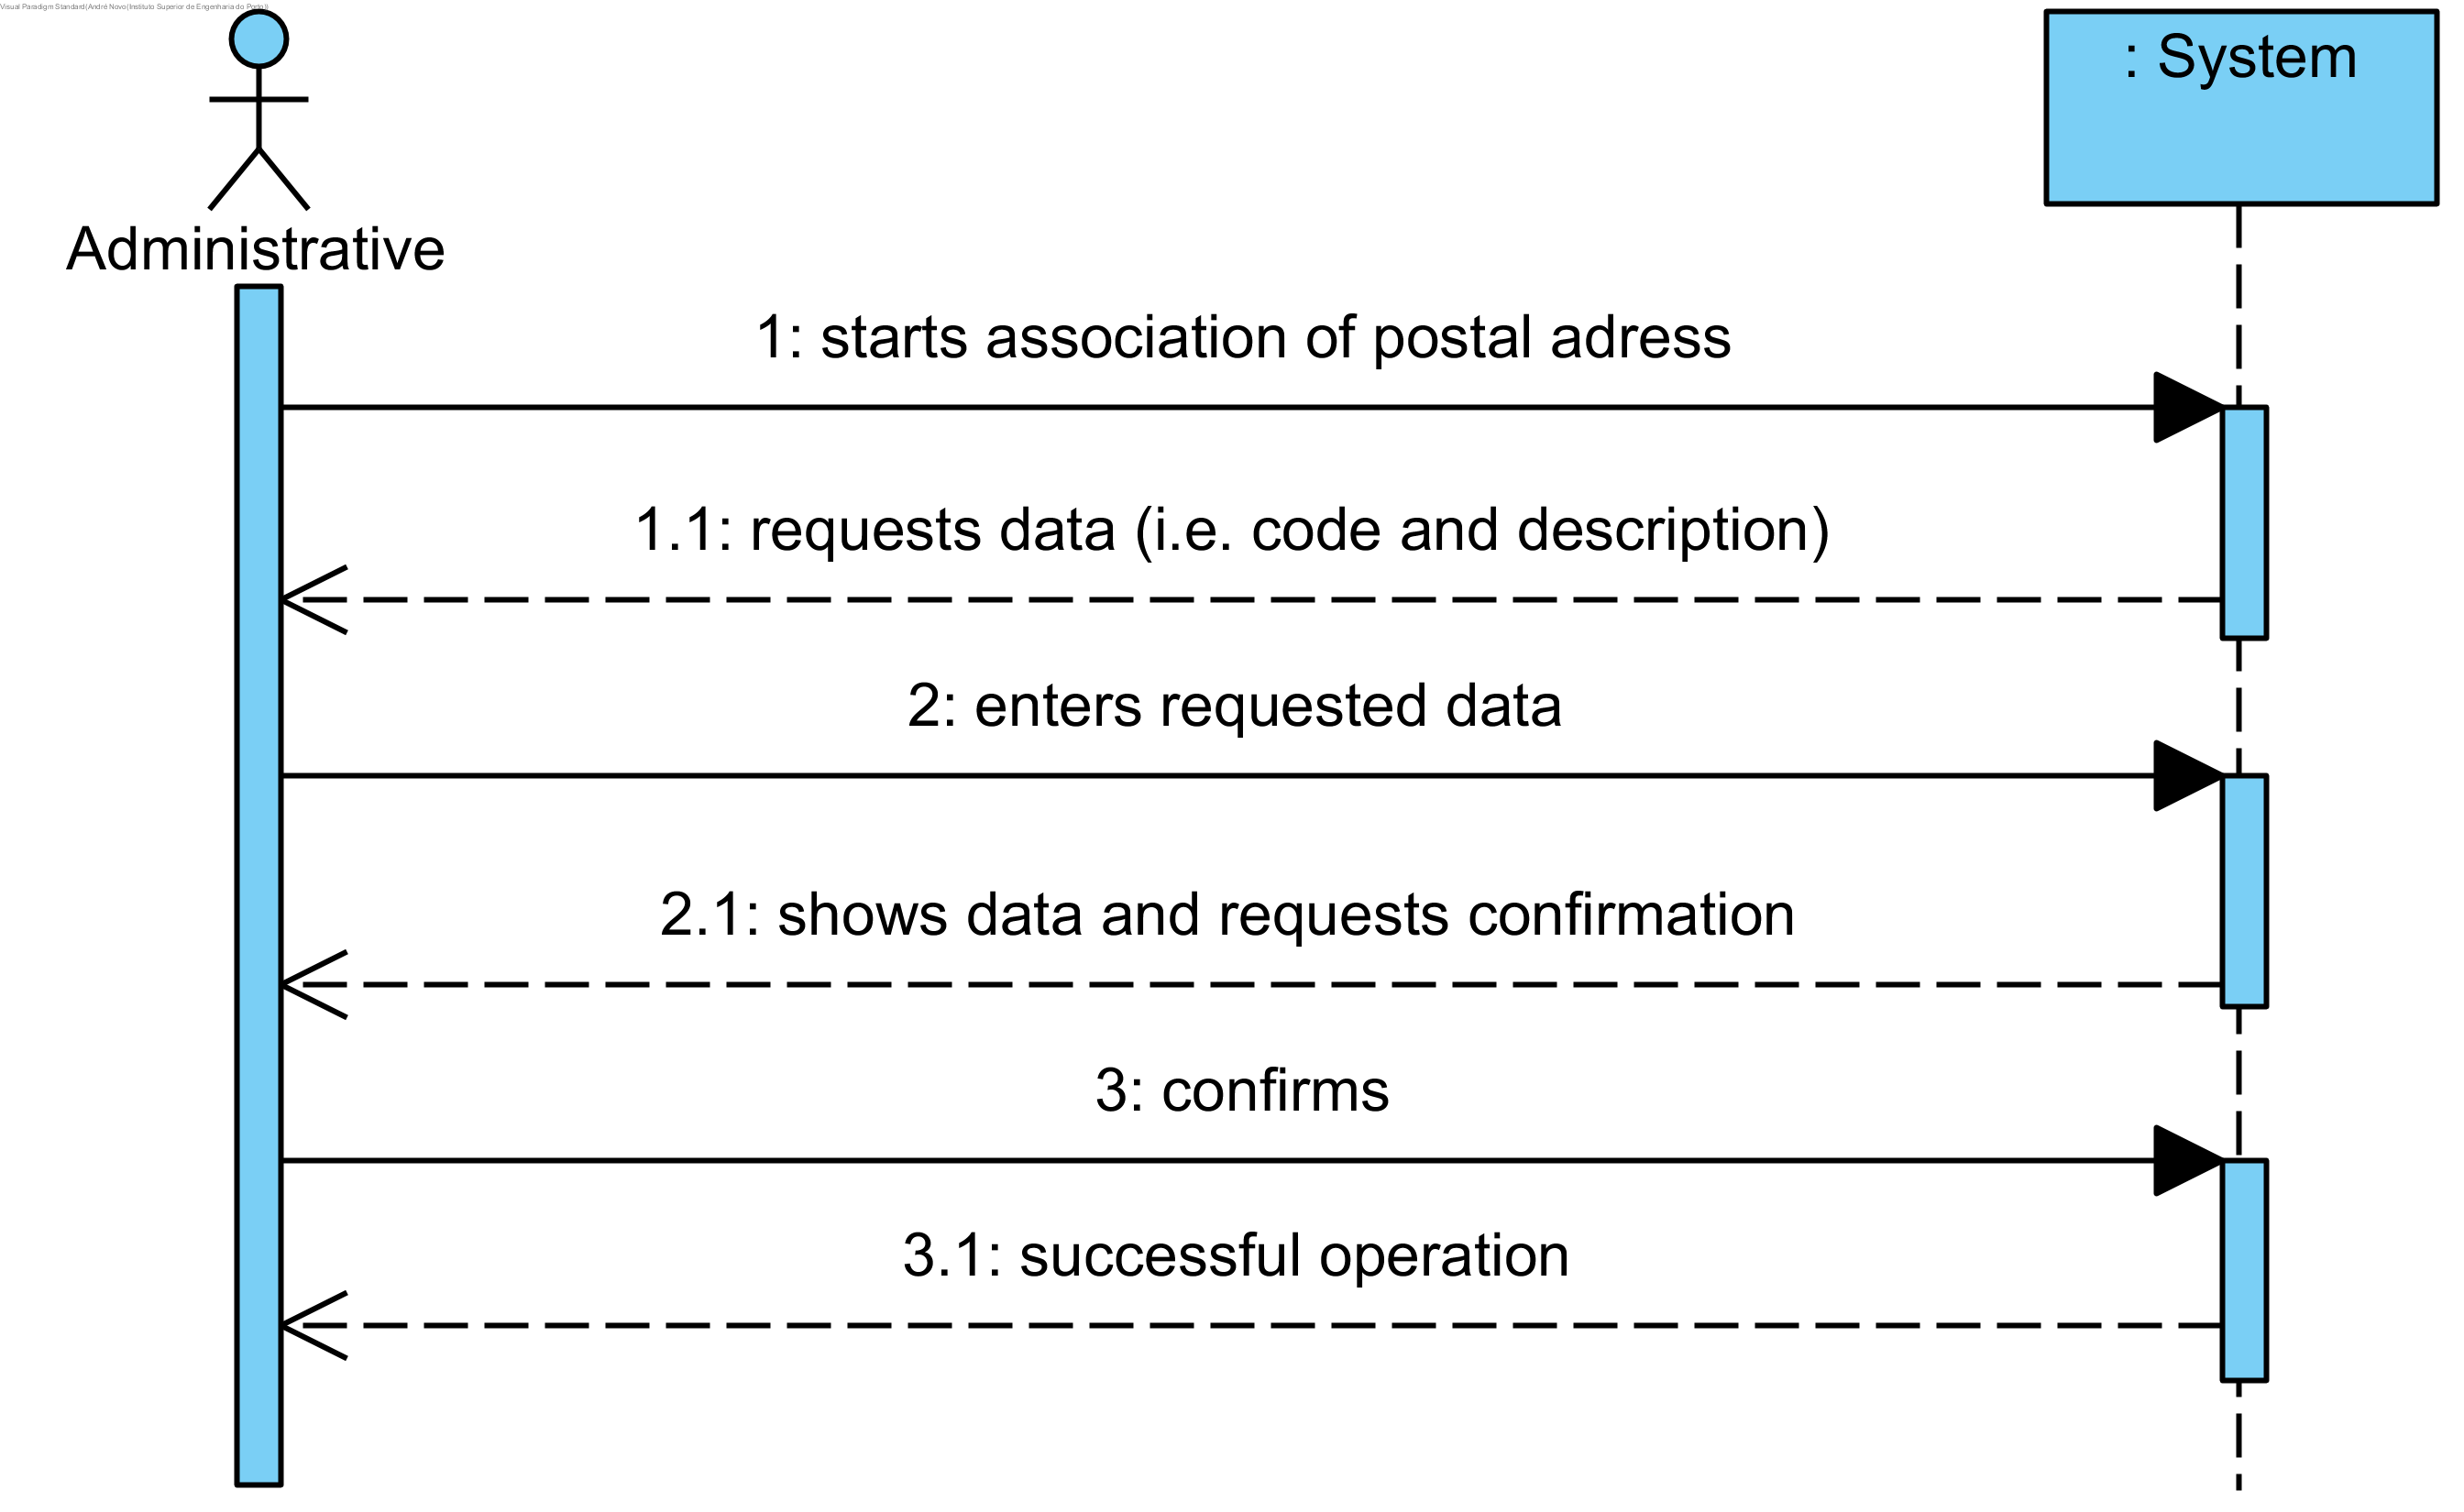 Visual Paradigm Standard(André Novo(Instituto Superior de Engenharia do Porto))
: System
Administrative
1: starts association of postal adress
1.1: requests data (i.e. code and description)
2: enters requested data
2.1: shows data and requests confirmation
3: confirms
3.1: successful operation